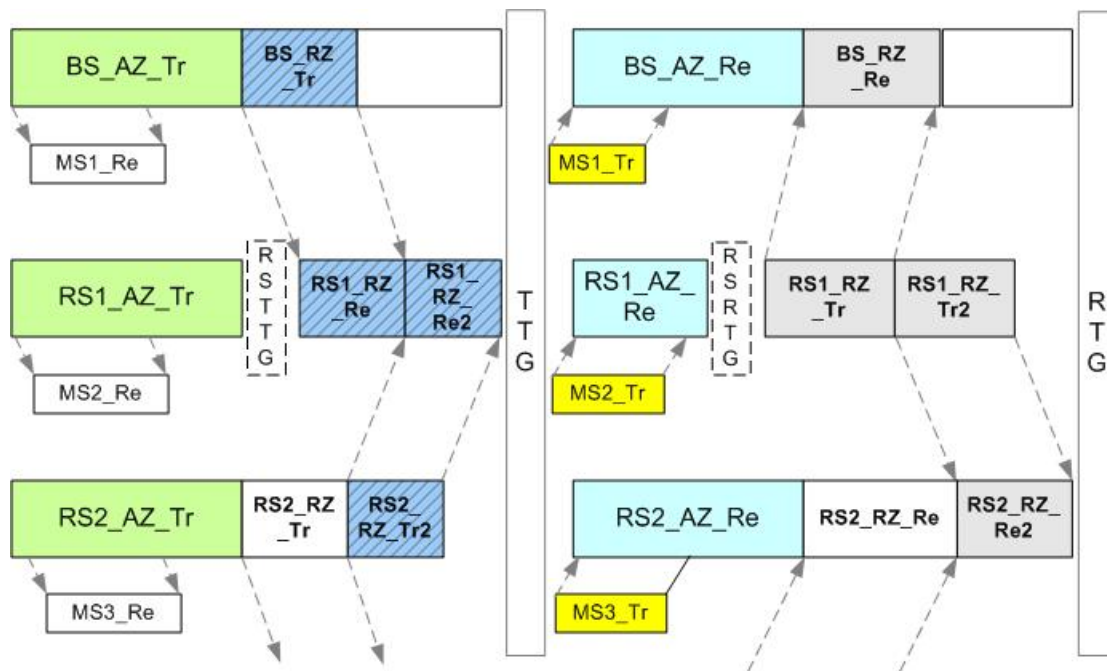 BS_AZ_Tr
BS_RZ
_Tr
MS1_Re
RS1_AZ_Tr
R
S
T
T
G
RS1_RZ
_Re
RS1_
RZ_
Re2
MS2_Re
RS2_AZ_Tr
RS2_RZ
_Tr
RS2_
RZ_Tr2
MS3_Re
T
T
G
BS_AZ_Re
BS_RZ
_Re
MS1_Tr
RS1_AZ_
Re
R
S
R
T
G
RS1_RZ
_Tr
RS1_RZ_
Tr2
MS2_Tr
RS2_AZ_Re
RS2_RZ_Re
RS2_RZ_
Re2
MS3_Tr
R
T
G